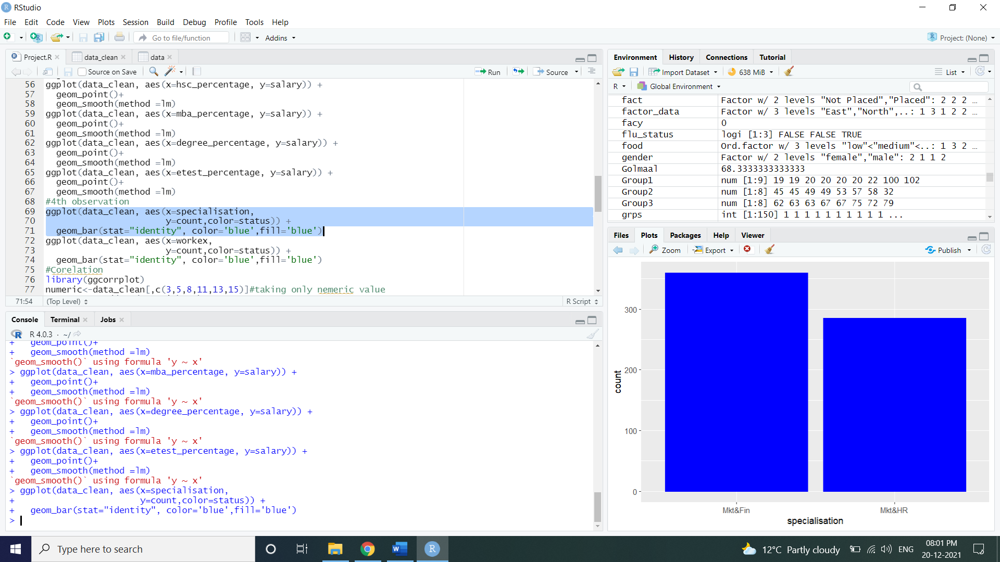 RStudio
File Edit Code View Plots Session Build Debug Profile Tools Help
Go to file/function Addins Project: (None)
Project.R data_clean data
Source on Save Run Source
56 ggplot(data_clean, aes(x=hsc_percentage, y=salary)) +
57 geom_point()+
58 geom_smooth(method =lm)
59 ggplot(data_clean, aes(x=mba_percentage, y=salary)) +
60 geom_point()+
61 geom_smooth(method =lm)
62 ggplot(data_clean, aes(x=degree_percentage, y=salary)) +
63 geom_point()+
64 geom_smooth(method =lm)
65 ggplot(data_clean, aes(x=etest_percentage, y=salary)) +
66 geom_point()+
67 geom_smooth(method =lm)
68 #4th observation
69 ggplot(data_clean, aes(x=specialisation,
70 y=count,color=status)) +
71 geom_bar(stat="identity", color='blue',fill='blue')
72 ggplot(data_clean, aes(x=workex,
73 y=count,color=status)) +
74 geom_bar(stat="identity", color='blue',fill='blue')
75 #Corelation
76 library(ggcorrplot)
77 numeric<-data_clean[,c(3,5,8,11,13,15)]#taking only nemeric value
71:54 (Top Level) R Script
Console Terminal Jobs
R R 4.0.3 · ~/
+ geom_point()+
+ geom_smooth(method =lm)
`geom_smooth()` using formula 'y ~ x'
> ggplot(data_clean, aes(x=mba_percentage, y=salary)) +
+ geom_point()+
+ geom_smooth(method =lm)
`geom_smooth()` using formula 'y ~ x'
> ggplot(data_clean, aes(x=degree_percentage, y=salary)) +
+ geom_point()+
+ geom_smooth(method =lm)
`geom_smooth()` using formula 'y ~ x'
> ggplot(data_clean, aes(x=etest_percentage, y=salary)) +
+ geom_point()+
+ geom_smooth(method =lm)
`geom_smooth()` using formula 'y ~ x'
> ggplot(data_clean, aes(x=specialisation,
+ y=count,color=status)) +
+ geom_bar(stat="identity", color='blue',fill='blue')
>
Environment History Connections Tutorial
Import Dataset 638 MiB List
R Global Environment
fact Factor w/ 2 levels "Not Placed","Placed": 2 2 2 ...
factor_data Factor w/ 3 levels "East","North",..: 1 3 1 2 2 ...
facy 0
flu_status logi [1:3] FALSE FALSE TRUE
food Ord.factor w/ 3 levels "low"<"medium"<..: 1 3 2 ...
gender Factor w/ 2 levels "female","male": 2 1 1 2
Golmaal 68.3333333333333
Group1 num [1:9] 19 19 20 20 20 20 22 100 102
Group2 num [1:8] 45 45 49 49 53 57 58 32
Group3 num [1:8] 62 63 63 67 67 75 72 79
grps int [1:150] 1 1 1 1 1 1 1 1 1 1 ...
Files Plots Packages Help Viewer
Zoom Export Publish
300
200
100
0
count
Mkt&Fin Mkt&HR
specialisation
Type here to search
W R
12°C Partly cloudy ENG
08:01 PM
20-12-2021